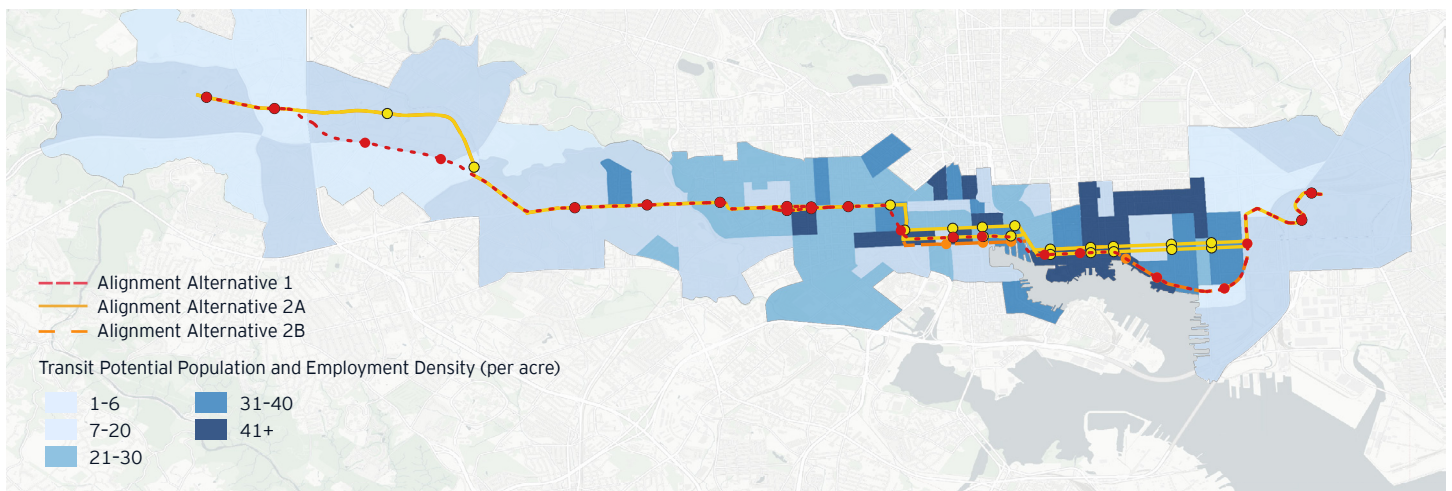 Alignment Alternative 1
Alignment Alternative 2A
Alignment Alternative 2B
Transit Potential Population and Employment Density (per acre)
1-6
7-20
21-30
31-40
41+